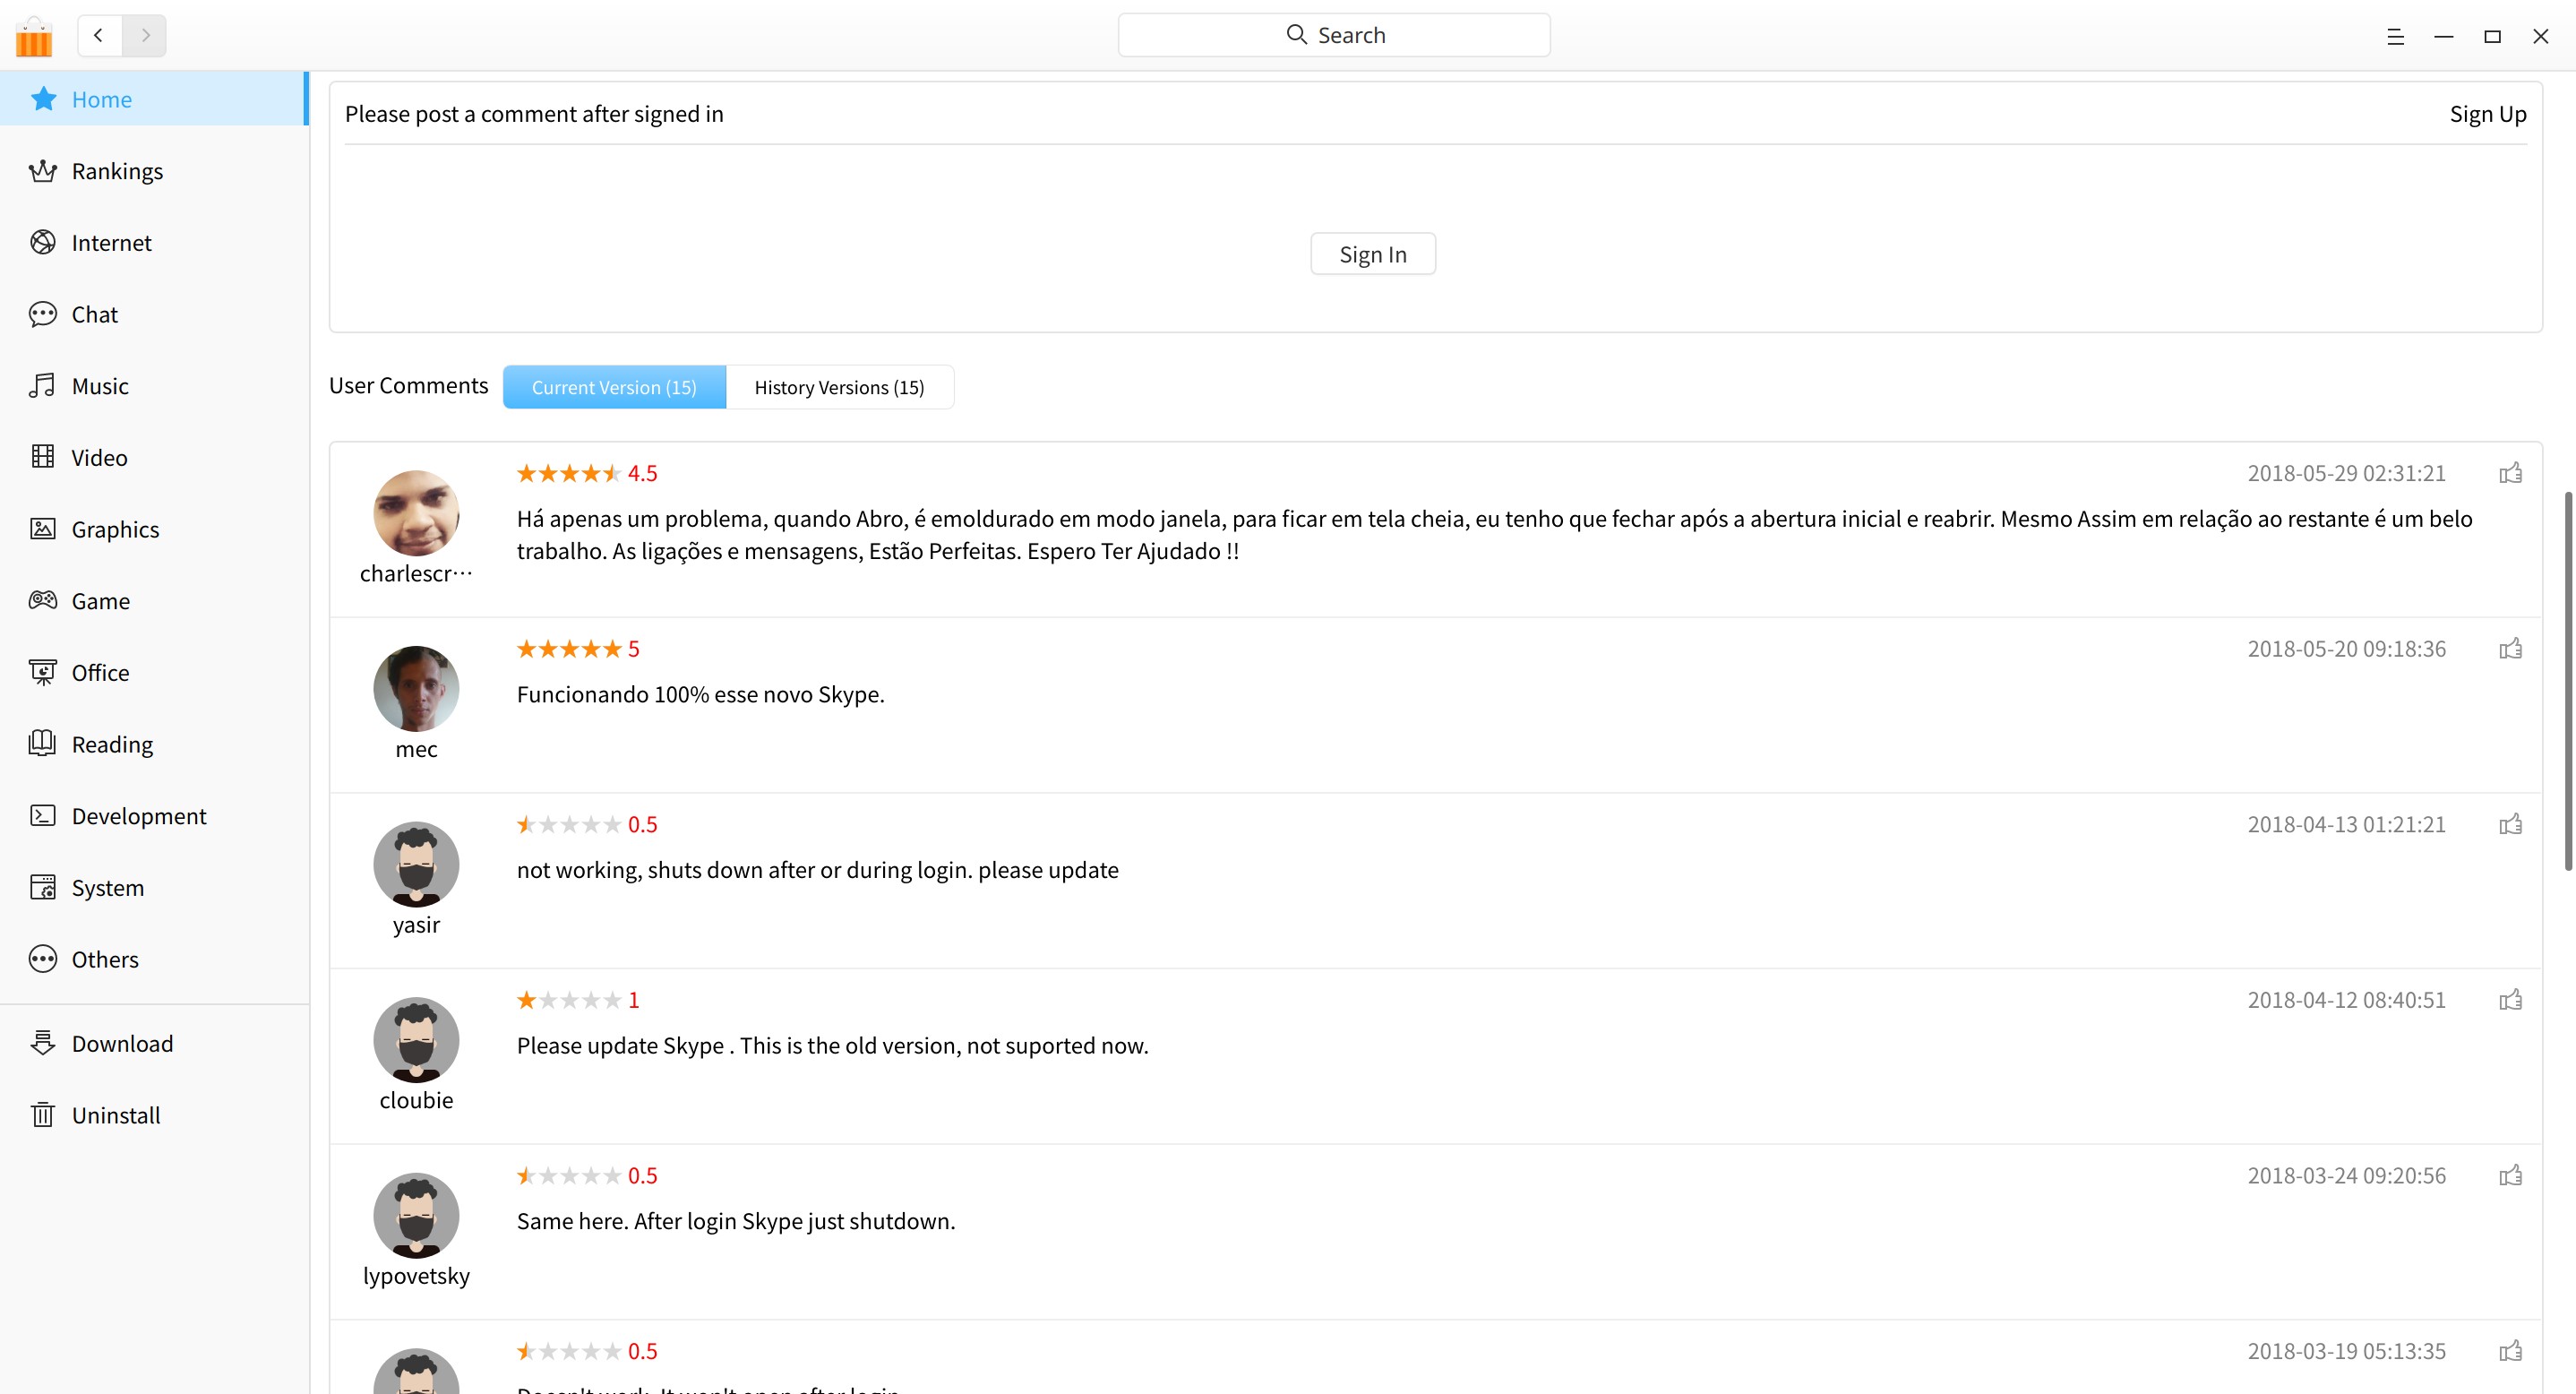 Search
Home
Rankings
Internet
Chat
Music
Video
Graphics
Game
Office
Reading
Development
System
Others
Download
Uninstall
Please post a comment after signed in
Sign Up
Sign In
User Comments
Current Version (15)
History Versions (15)
4.5
2018-05-29 02:31:21
Há apenas um problema, quando Abro, é emoldurado em modo janela, para ficar em tela cheia, eu tenho que fechar após a abertura inicial e reabrir. Mesmo Assim em relação ao restante é um belo
trabalho. As ligações e mensagens, Estão Perfeitas. Espero Ter Ajudado !!
charlescr···
5
2018-05-20 09:18:36
Funcionando 100% esse novo Skype.
mec
0.5
2018-04-13 01:21:21
not working, shuts down after or during login. please update
yasir
1
2018-04-12 08:40:51
Please update Skype . This is the old version, not suported now.
cloubie
0.5
2018-03-24 09:20:56
Same here. After login Skype just shutdown.
lypovetsky
0.5
2018-03-19 05:13:35
Doesn't work. It won't open after login